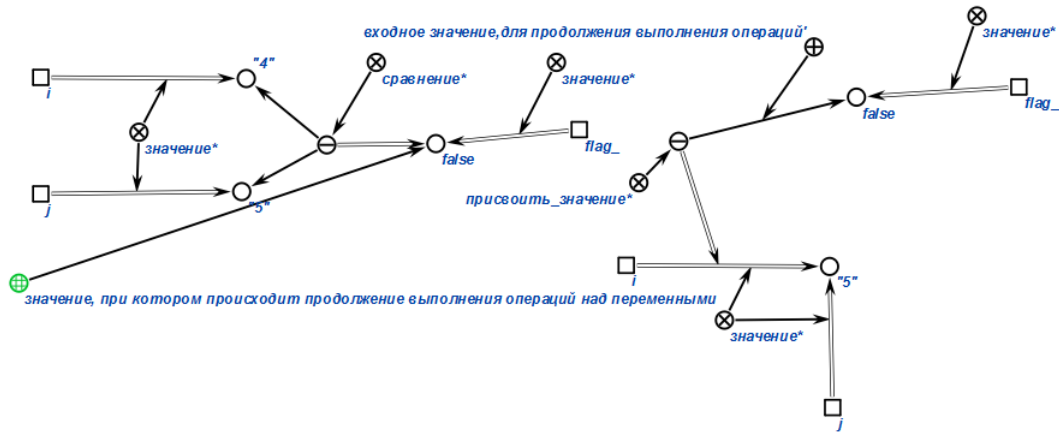 входное значение,для продолжения выполнения операций'
значение*
"4"
сравнение*
значение*
i
flag_
false
значение*
flag_
false
присвоить_значение*
j
"5"
i
"5"
значение, при котором происходит продолжение выполнения операций над переменными
значение*
j